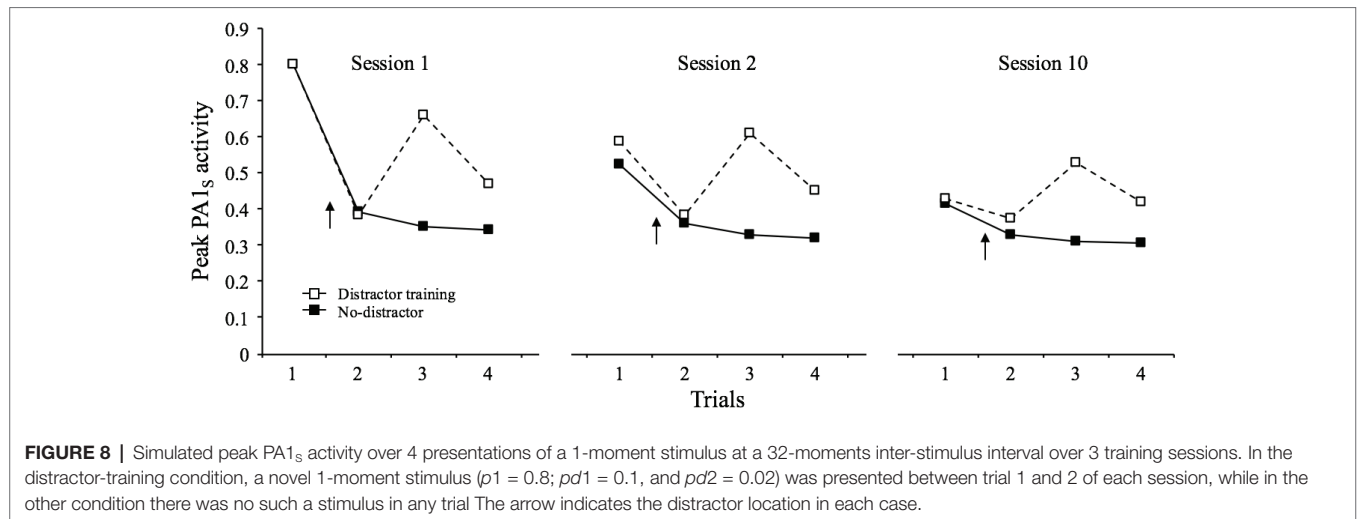 0.9
0.8
0.7
0.6
0.5
0.4
0.3
0.2
0.1
0
Peak PA1S activity
Session 1
Session 2
Session 10
Distractor training
No-distractor
1 2 3 4
1 2 3 4
1 2 3 4
Trials
FIGURE 8 | Simulated peak PA1S activity over 4 presentations of a 1-moment stimulus at a 32-moments inter-stimulus interval over 3 training sessions. In the
distractor-training condition, a novel 1-moment stimulus (p1 = 0.8; pd1 = 0.1, and pd2 = 0.02) was presented between trial 1 and 2 of each session, while in the
other condition there was no such a stimulus in any trial The arrow indicates the distractor location in each case.